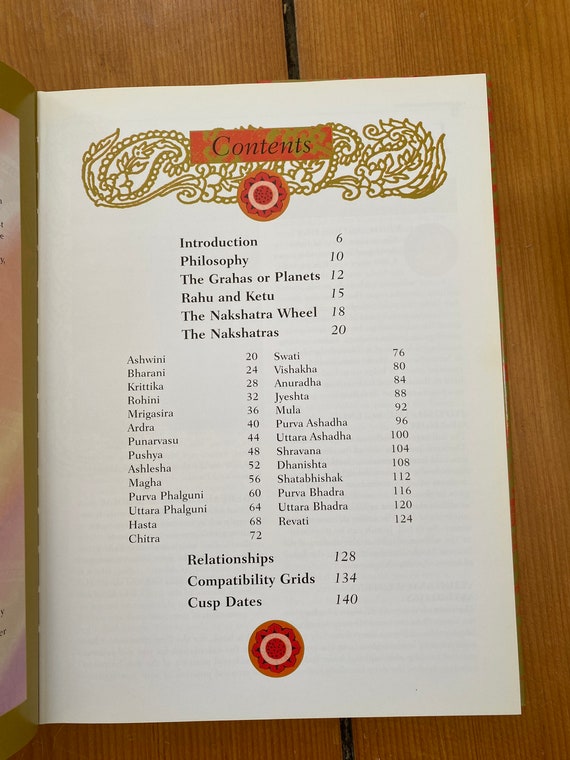 Contents
Introduction 6
Philosophy 10
The Grahas or Planets 12
Rahu and Ketu 15
The Nakshatra Wheel 18
The Nakshatras 20
Ashwini 20
Bharani 24
Krittika 28
Rohini 32
Mrigasira 36
Ardra 40
Punarvasu 44
Pushya 48
Ashlesha 52
Magha 56
Purva Phalguni 60
Uttara Phalguni 64
Hasta 68
Chitra 72
Swati 76
Vishakha 80
Anuradha 84
Jyeshta 88
Mula 92
Purva Ashadha 96
Uttara Ashadha 100
Shravana 104
Dhanishta 108
Shatabhishak 112
Purva Bhadra 116
Uttara Bhadra 120
Revati 124
Relationships 128
Compatibility Grids 134
Cusp Dates 140